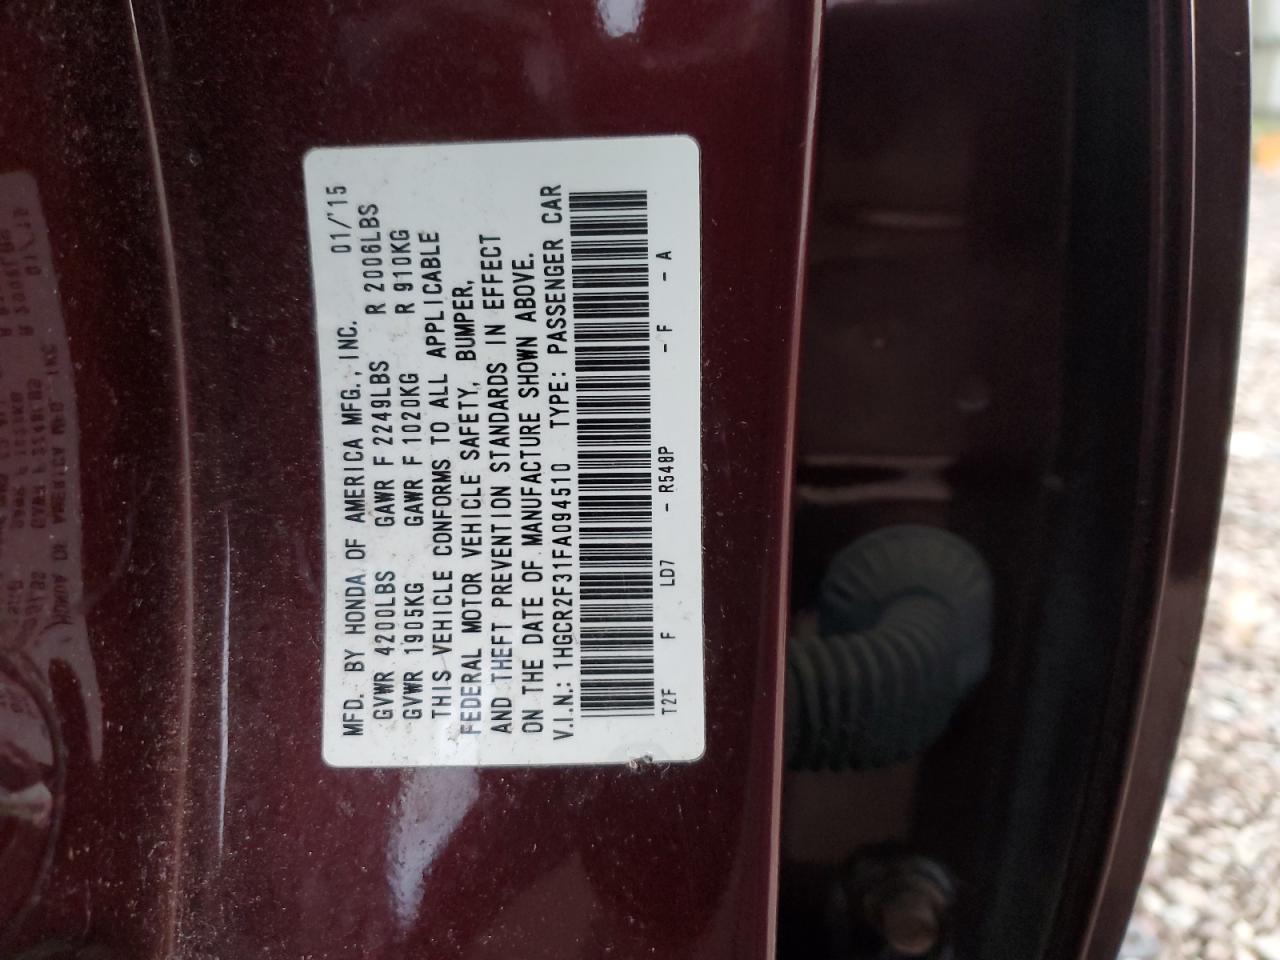 MFD. BY HONDA OF AMERICA MFG., INC. 01/'15
GVWR 4200LBS GAWR F 2249LBS R 2006LBS
GVWR 1905KG GAWR F 1020KG R 910KG
THIS VEHICLE CONFORMS TO ALL APPLICABLE
FEDERAL MOTOR VEHICLE SAFETY, BUMPER,
AND THEFT PREVENTION STANDARDS IN EFFECT
ON THE DATE OF MANUFACTURE SHOWN ABOVE.
V.I.N.: 1HGCR2F31FA094510 TYPE: PASSENGER CAR
T2F F LD7 - R548P - F - A